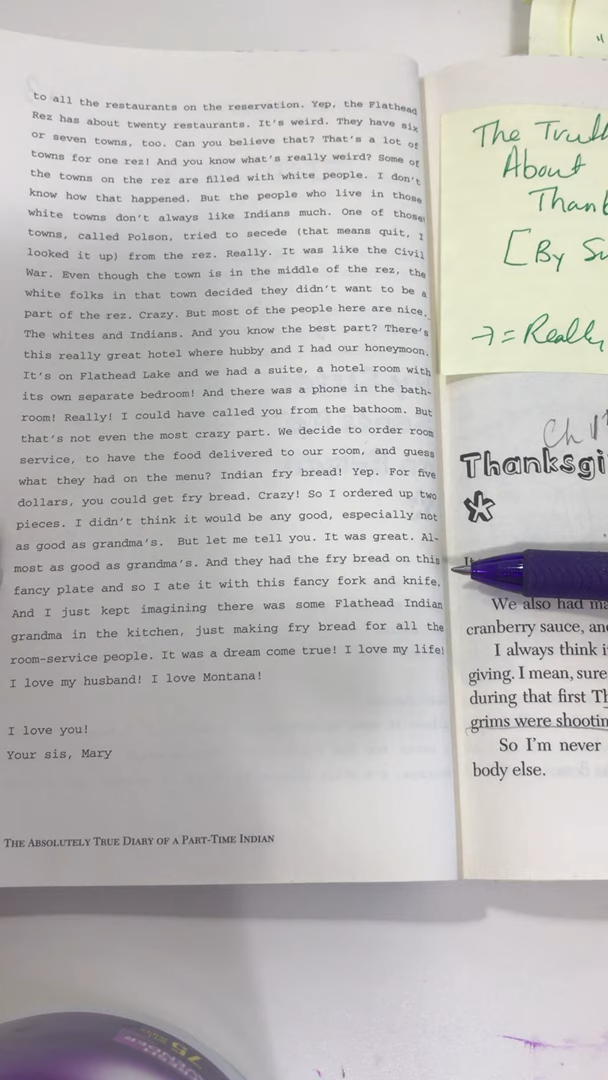 to all the restaurants on the reservation. Yep, the Flathead
Rez has about twenty restaurants. It's weird. They have six
or seven towns, too. Can you believe that? That's a lot of
towns for one rez! And you know what's really weird? Some of
the towns on the rez are filled with white people. I don't
know how that happened. But the people who live in those
white towns don't always like Indians much. One of those
towns, called Polson, tried to secede (that means quit, I
looked it up) from the rez. Really. It was like the Civil
War. Even though the town is in the middle of the rez, the
white folks in that town decided they didn't want to be a
part of the rez. Crazy. But most of the people here are nice.
The whites and Indians. And you know the best part? There's
this really great hotel where hubby and I had our honeymoon.
It's on Flathead Lake and we had a suite, a hotel room with
its own separate bedroom! And there was a phone in the bath-
room! Really! I could have called you from the bathoom. But
that's not even the most crazy part. We decide to order room
service, to have the food delivered to our room, and guess
what they had on the menu? Indian fry bread! Yep. For five
dollars, you could get fry bread. Crazy! So I ordered up two
pieces. I didn't think it would be any good, especially not
as good as grandma's. But let me tell you. It was great. Al-
most as good as grandma's. And they had the fry bread on this
fancy plate and so I ate it with this fancy fork and knife.
And I just kept imagining there was some Flathead Indian
grandma in the kitchen, just making fry bread for all the
room-service people. It was a dream come true! I love my life!
I love my husband! I love Montana!
I love you!
Your sis, Mary
THE ABSOLUTELY TRUE DIARY OF A PART-TIME INDIAN
The Truth
About
Than
[By Su
→ = Really
Ch
Thanksgi
We also had
cranberry sauce, and
I always think
giving. I mean, sure
during that first
grims were shootin
So I'm never
body else.
75